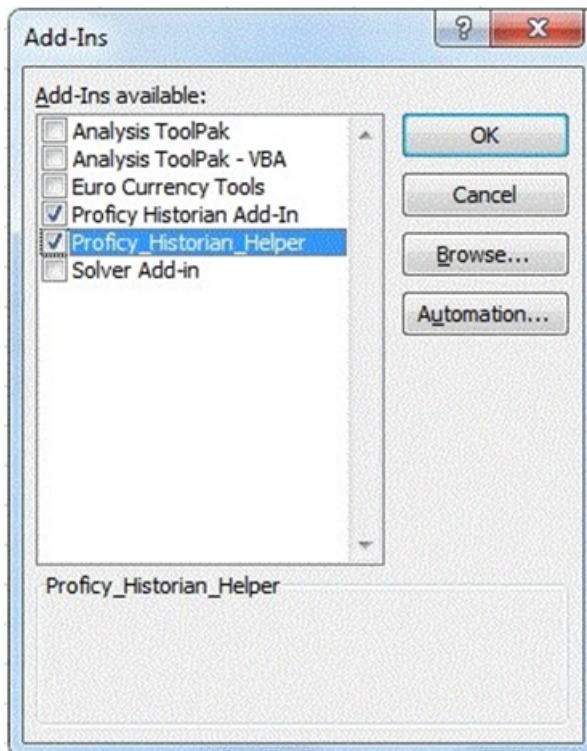 Add-Ins
?
X
Add-Ins available:
Analysis ToolPak
Analysis ToolPak - VBA
Euro Currency Tools
Proficy Historian Add-In
Proficy_Historian_Helper
Solver Add-in
OK
Cancel
Browse...
Automation...
Proficy_Historian_Helper